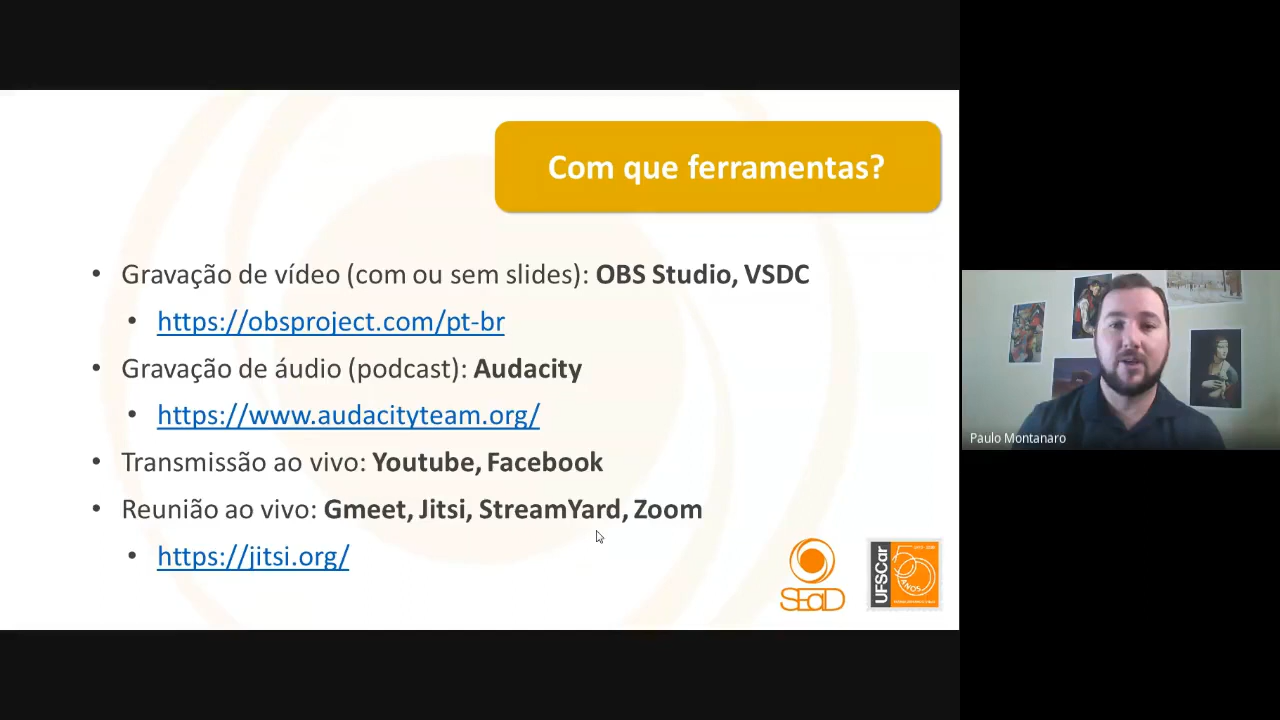 Com que ferramentas?
• Gravação de vídeo (com ou sem slides): OBS Studio, VSDC
• https://obsproject.com/pt-br
• Gravação de áudio (podcast): Audacity
• https://www.audacityteam.org/
• Transmissão ao vivo: Youtube, Facebook
• Reunião ao vivo: Gmeet, Jitsi, StreamYard, Zoom
• https://jitsi.org/
SEaD
UFSCar
50
ANOS
Paulo Montanaro